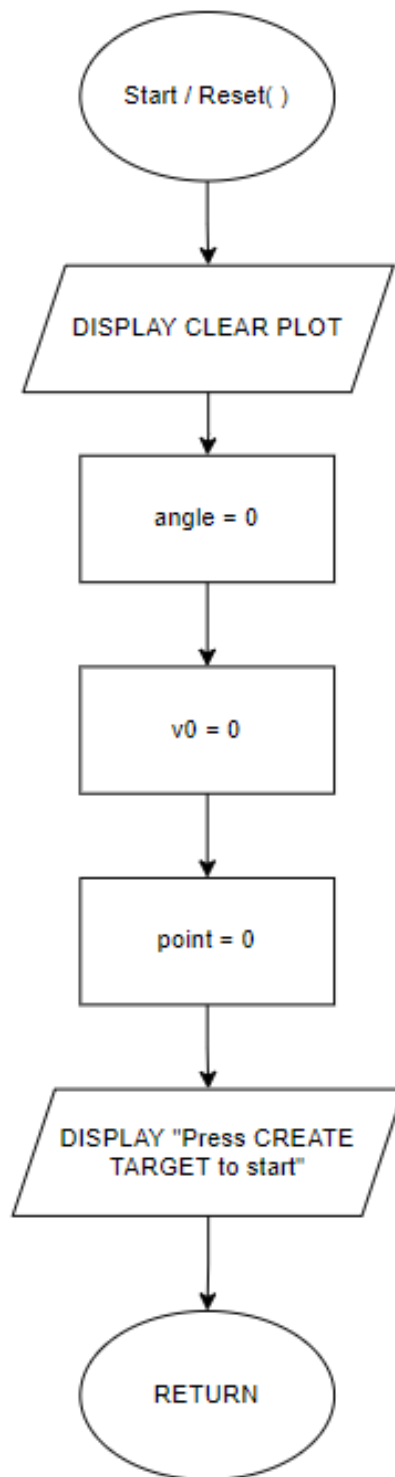 Start / Reset( )
DISPLAY CLEAR PLOT
angle = 0
v0 = 0
point = 0
DISPLAY "Press CREATE
TARGET to start"
RETURN